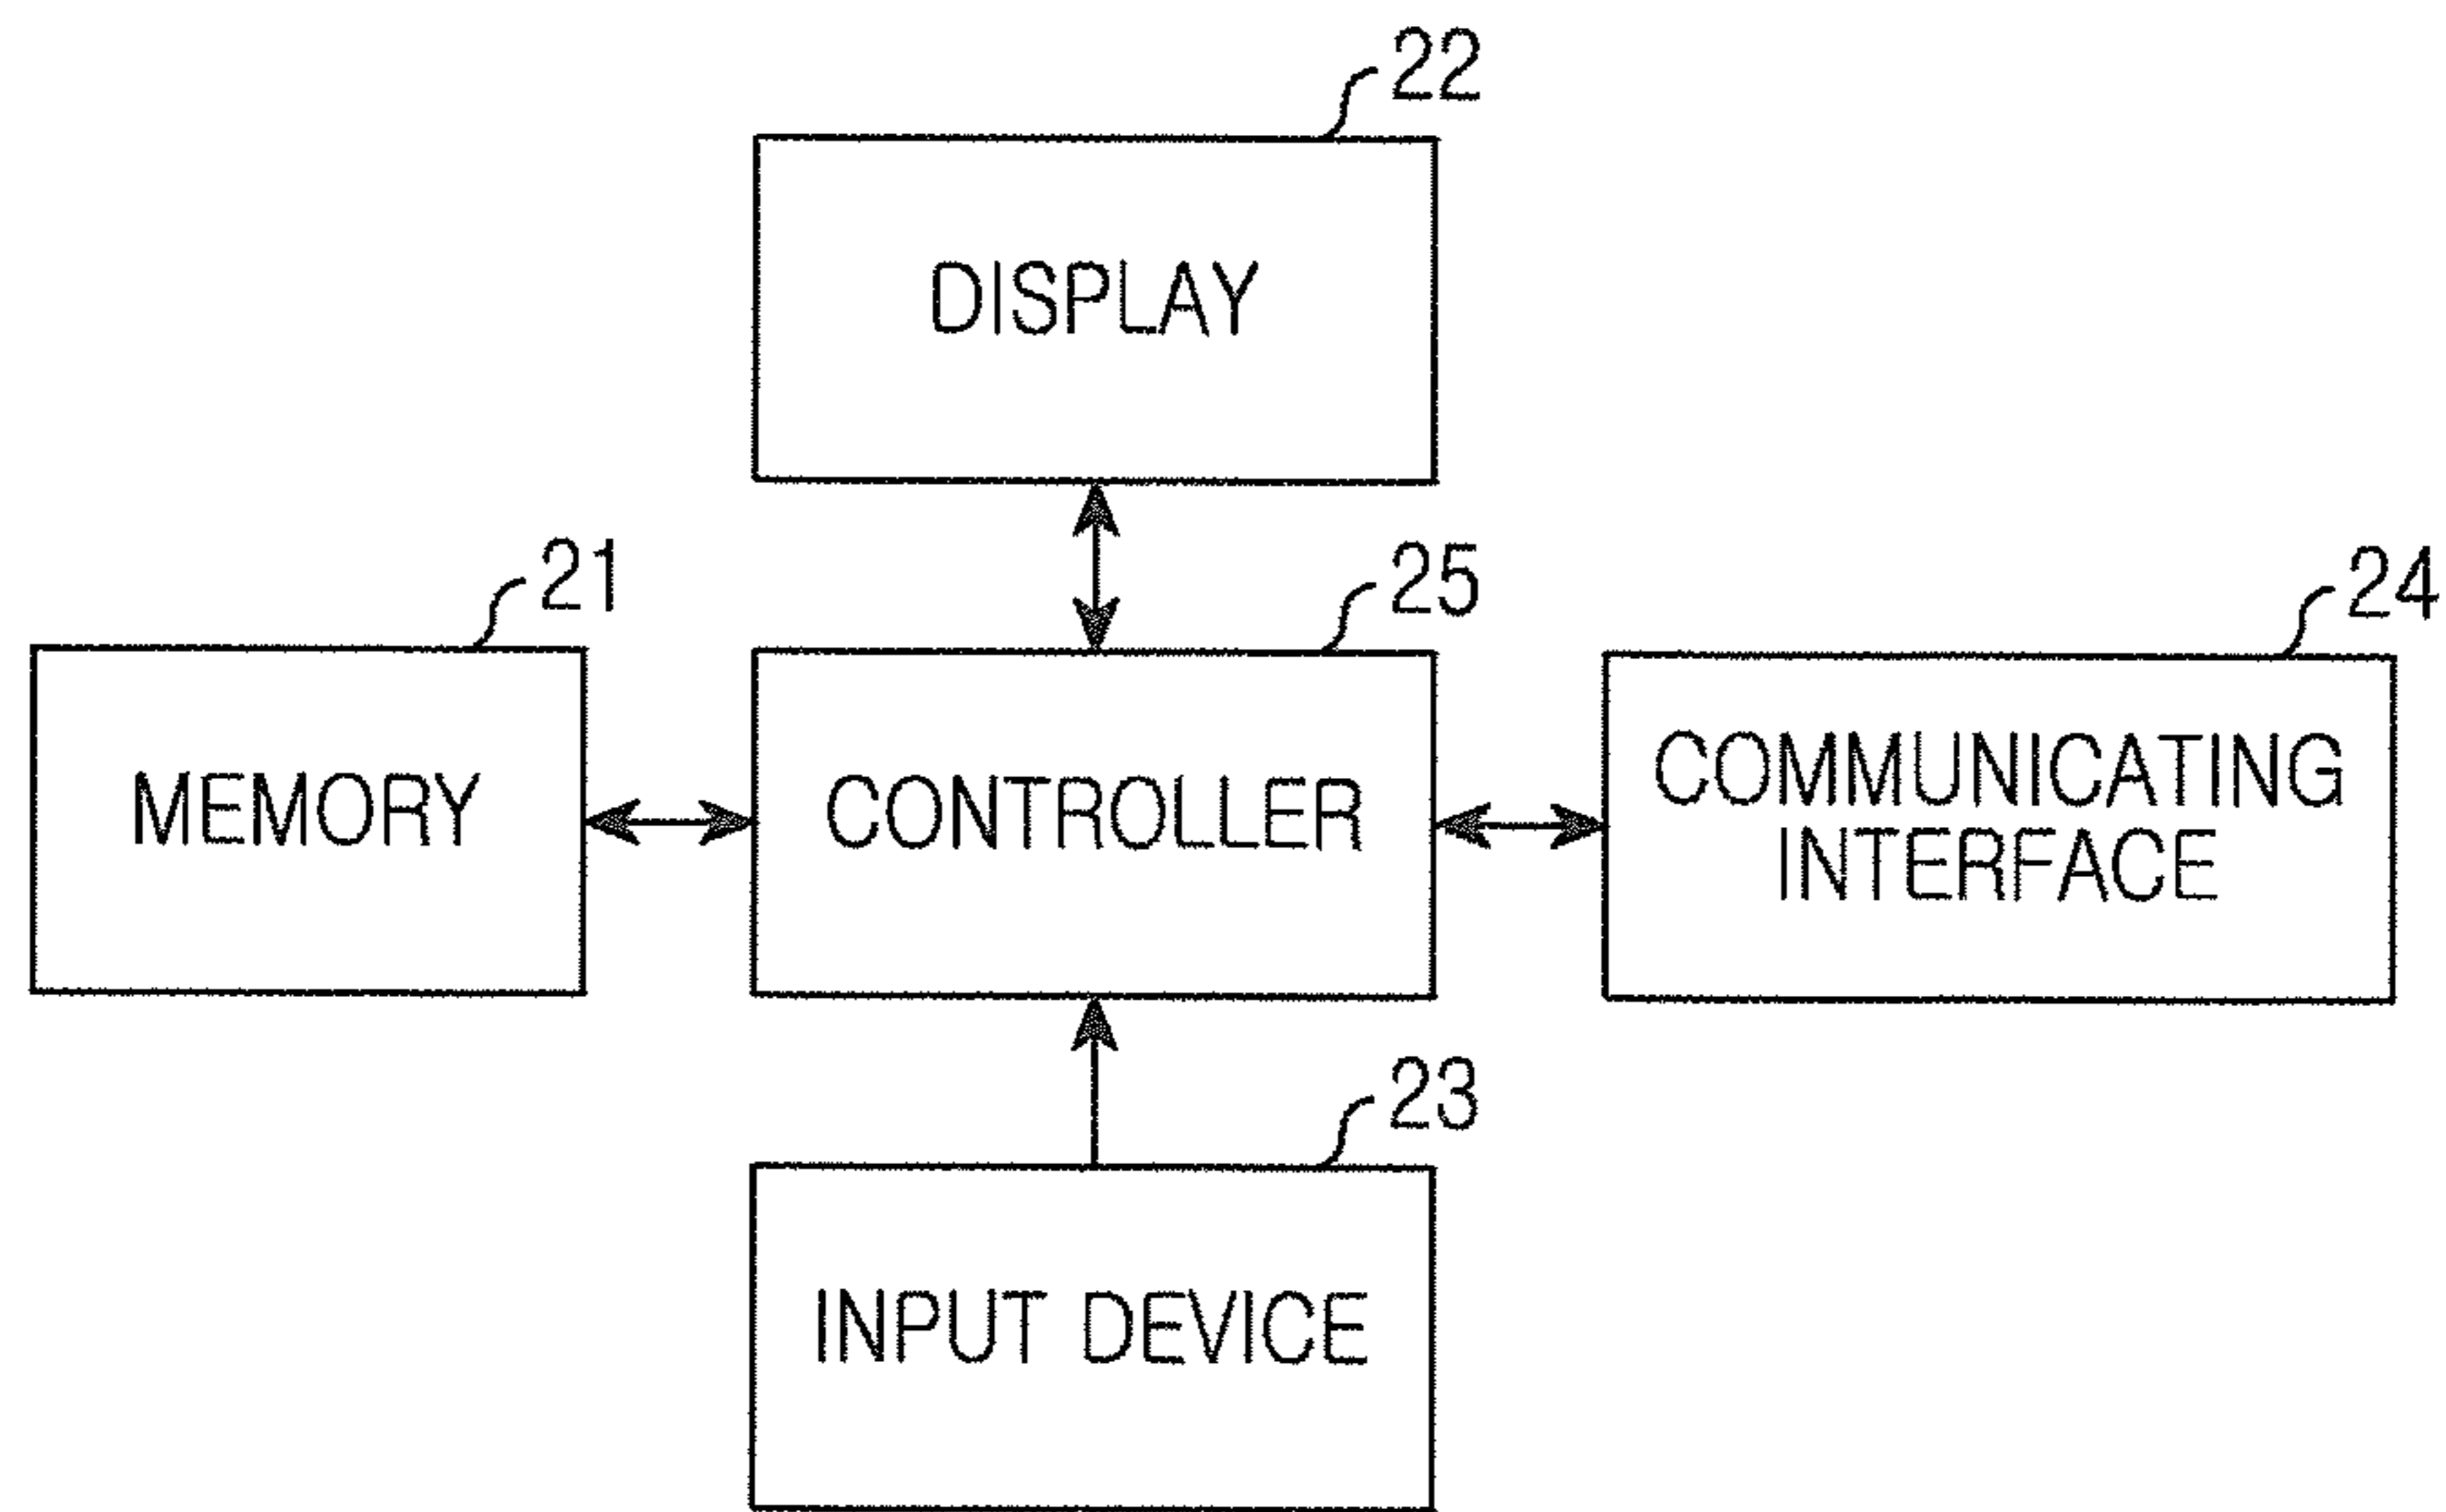 22
DISPLAY
21
25
24
MEMORY
CONTROLLER
COMMUNICATING
INTERFACE
23
INPUT DEVICE